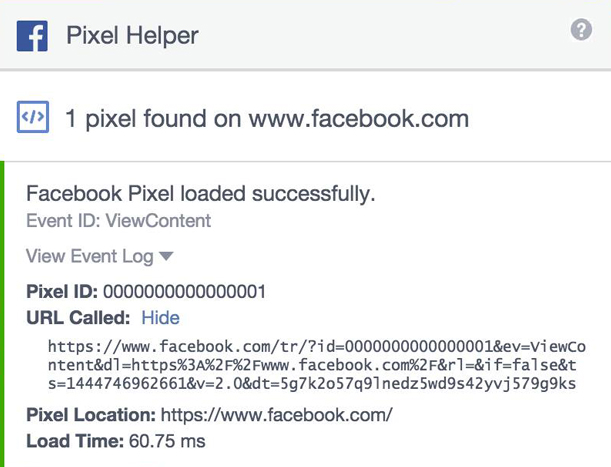 Pixel Helper
1 pixel found on www.facebook.com
Facebook Pixel loaded successfully.
Event ID: ViewContent
View Event Log
Pixel ID: 0000000000000001
URL Called: Hide
https://www.facebook.com/tr/?id=0000000000000001&ev=ViewCo
ntent&dl=https%3A%2F%2Fwww.facebook.com%2F&rl=&if=false&t
s=1444746962661&v=2.0&dt=5g7k2o57q9lnedz5wd9s42yvj579g9ks
Pixel Location: https://www.facebook.com/
Load Time: 60.75 ms